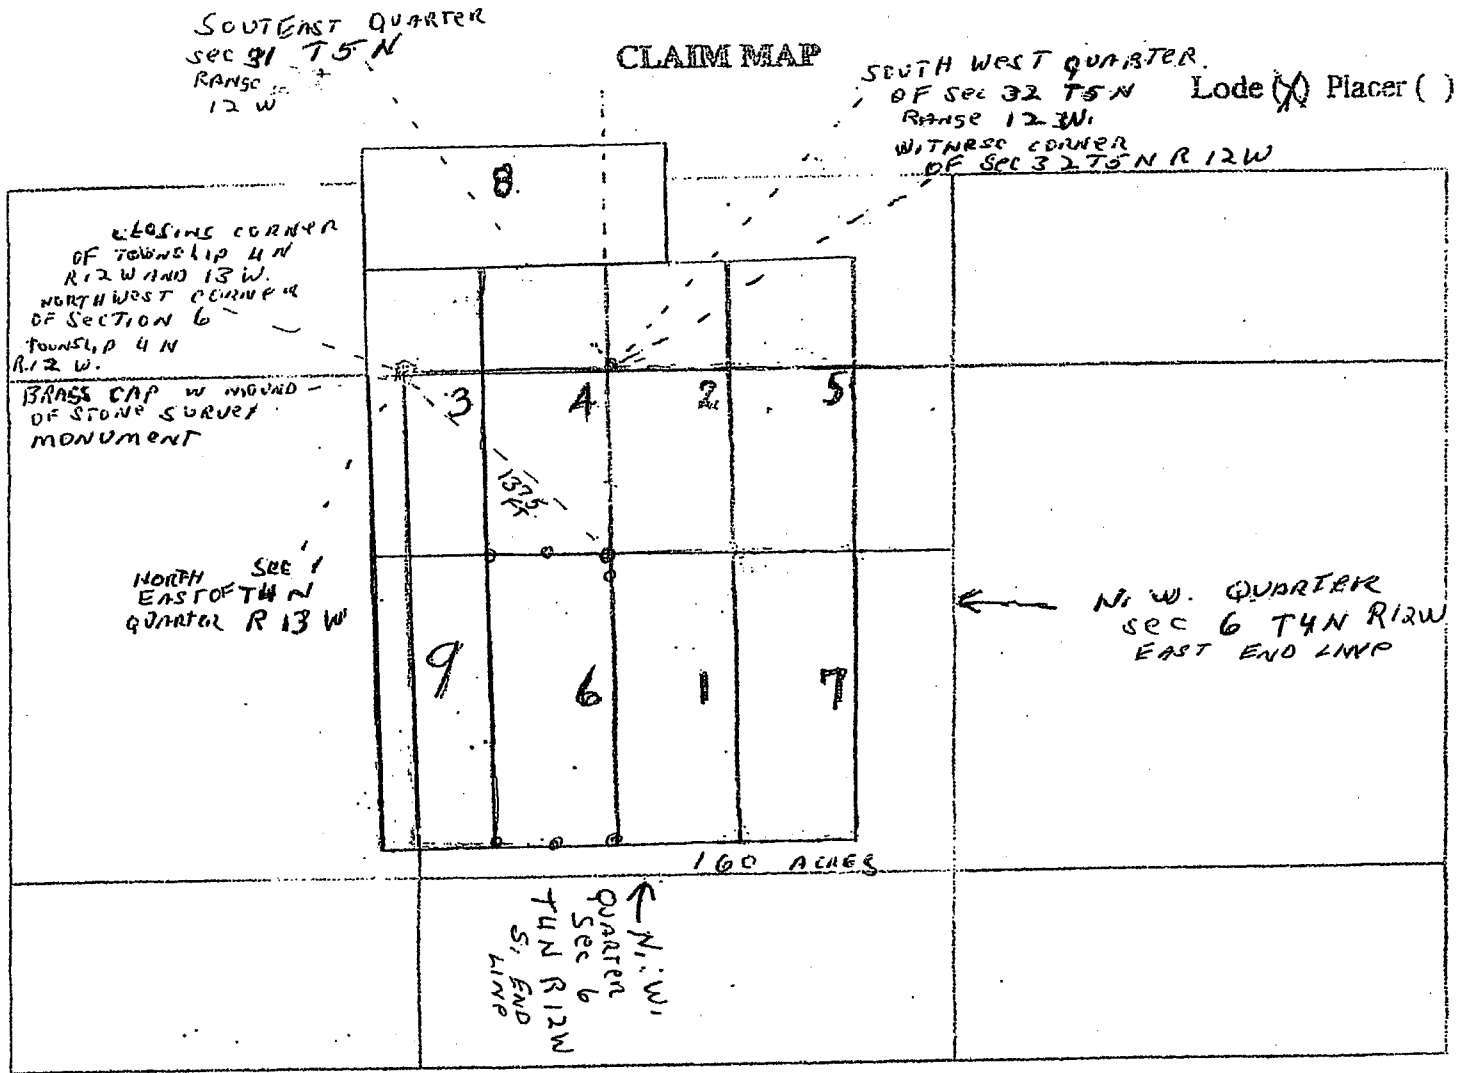 SOUTEAST QUARTER
SEC 31 T5N
RANGE
12 W
CLAIM MAP
SOUTH WEST QUARTER.
OF SEC 32 T5N
RANGE 12 W.
WITNESS CORNER
OF SEC 32 T5N R 12W
Lode (X) Placer ( )
8
CLOSING CORNER
OF TOWNSHIP 4 N
R12 W AND 13 W.
NORTHWEST CORNER
OF SECTION 6
TOWNSHIP 4 N
R.12 W.
BRASS CAP W MOUND
OF STONE SURVEY
MONUMENT
3 4 2 5
1375
FT
NORTH SEC 1
EAST OF T4N
QUARTER R 13 W
N. W. QUARTER
SEC 6 T4N R12W
EAST END LINE
9 6 1 7
160 ACRES
N. W.
QUARTER
SEC 6
T4N R12W
S. END
LINE